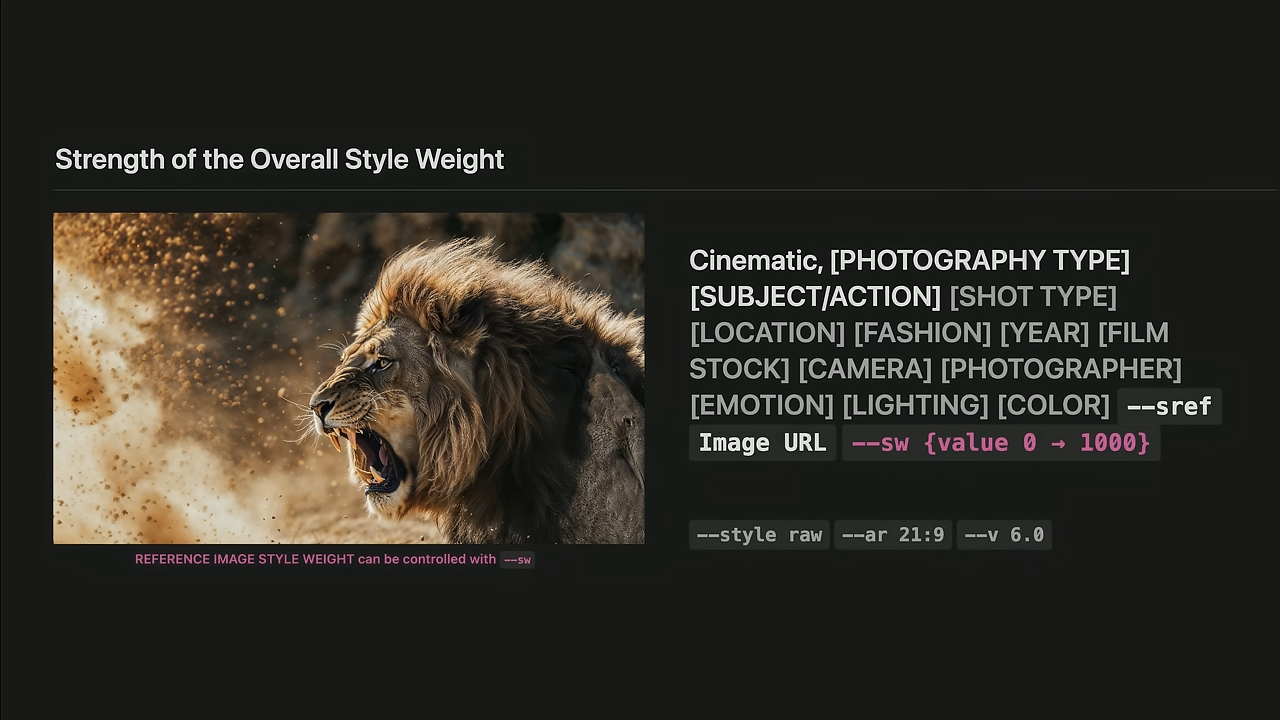 Strength of the Overall Style Weight
Cinematic, [PHOTOGRAPHY TYPE]
[SUBJECT/ACTION] [SHOT TYPE]
[LOCATION] [FASHION] [YEAR] [FILM
STOCK] [CAMERA] [PHOTOGRAPHER]
[EMOTION] [LIGHTING] [COLOR] --sref
Image URL --sw {value 0 → 1000}
--style raw --ar 21:9 --v 6.0
REFERENCE IMAGE STYLE WEIGHT can be controlled with --sw